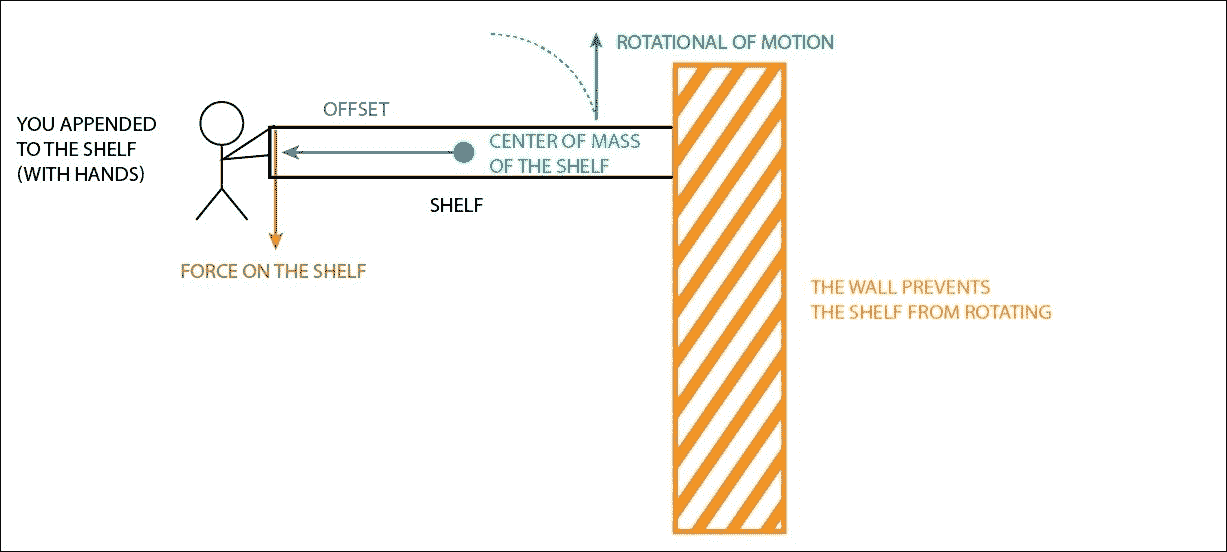 ROTATIONAL OF MOTION
OFFSET
YOU APPENDED
TO THE SHELF
(WITH HANDS)
CENTER OF MASS
OF THE SHELF
SHELF
FORCE ON THE SHELF
THE WALL PREVENTS
THE SHELF FROM ROTATING